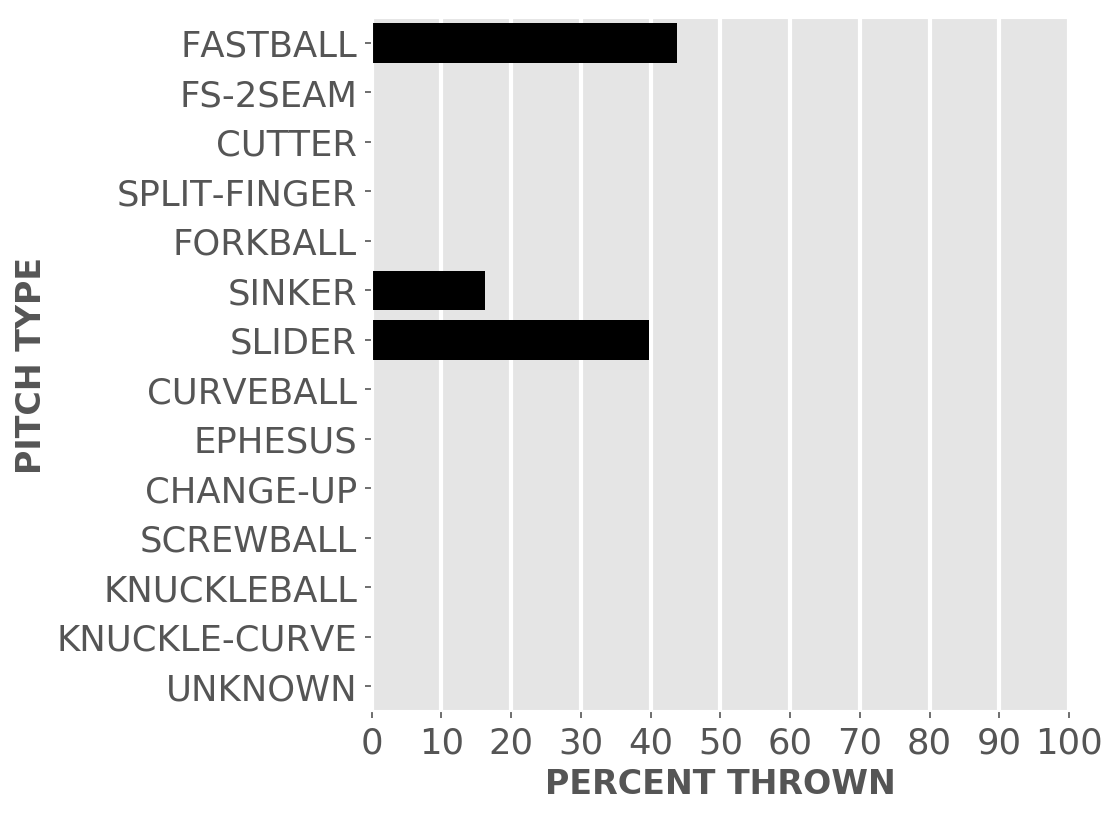 FASTBALL
FS-2SEAM
CUTTER
SPLIT-FINGER
FORKBALL
SINKER
SLIDER
CURVEBALL
EPHESUS
CHANGE-UP
SCREWBALL
KNUCKLEBALL
KNUCKLE-CURVE
UNKNOWN
PITCH TYPE
0 10 20 30 40 50 60 70 80 90 100
PERCENT THROWN